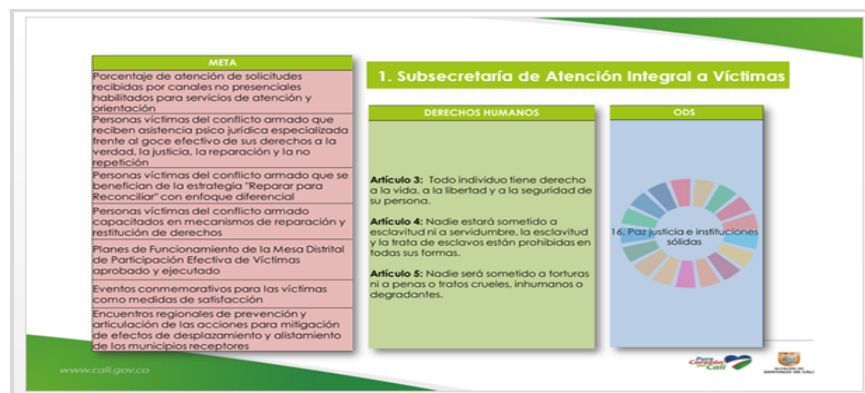 META
Porcentaje de atención de solicitudes
recibidas por canales no presenciales
habilitados para servicios de atención y
orientación
Personas víctimas del conflicto armado que
reciben asistencia psico jurídica especializada
frente al goce efectivo de sus derechos a la
verdad, la justicia, la reparación y la no
repetición
Personas víctimas del conflicto armado que se
benefician de la estrategia "Reparar para
Reconciliar" con enfoque diferencial
Personas víctimas del conflicto armado
capacitados en mecanismos de reparación y
restitución de derechos
Planes de Funcionamiento de la Mesa Distrital
de Participación Efectiva de Víctimas
aprobado y ejecutado
Eventos conmemorativos para las víctimas
como medidas de satisfacción
Encuentros regionales de prevención y
articulación de las acciones para mitigación
de efectos de desplazamiento y alistamiento
de los municipios receptores
1. Subsecretaría de Atención Integral a Víctimas
DERECHOS HUMANOS
Artículo 3: Todo individuo tiene derecho
a la vida, a la libertad y a la seguridad de
su persona.
Artículo 4: Nadie estará sometido a
esclavitud ni a servidumbre, la esclavitud
y la trata de esclavos están prohibidas en
todas sus formas.
Artículo 5: Nadie será sometido a torturas
ni a penas o tratos crueles, inhumanos o
degradantes.
ODS
16. Paz justicia e instituciones
sólidas
www.cali.gov.co
Puro
Corazón
por Cali
ALCALDÍA DE
SANTIAGO DE CALI